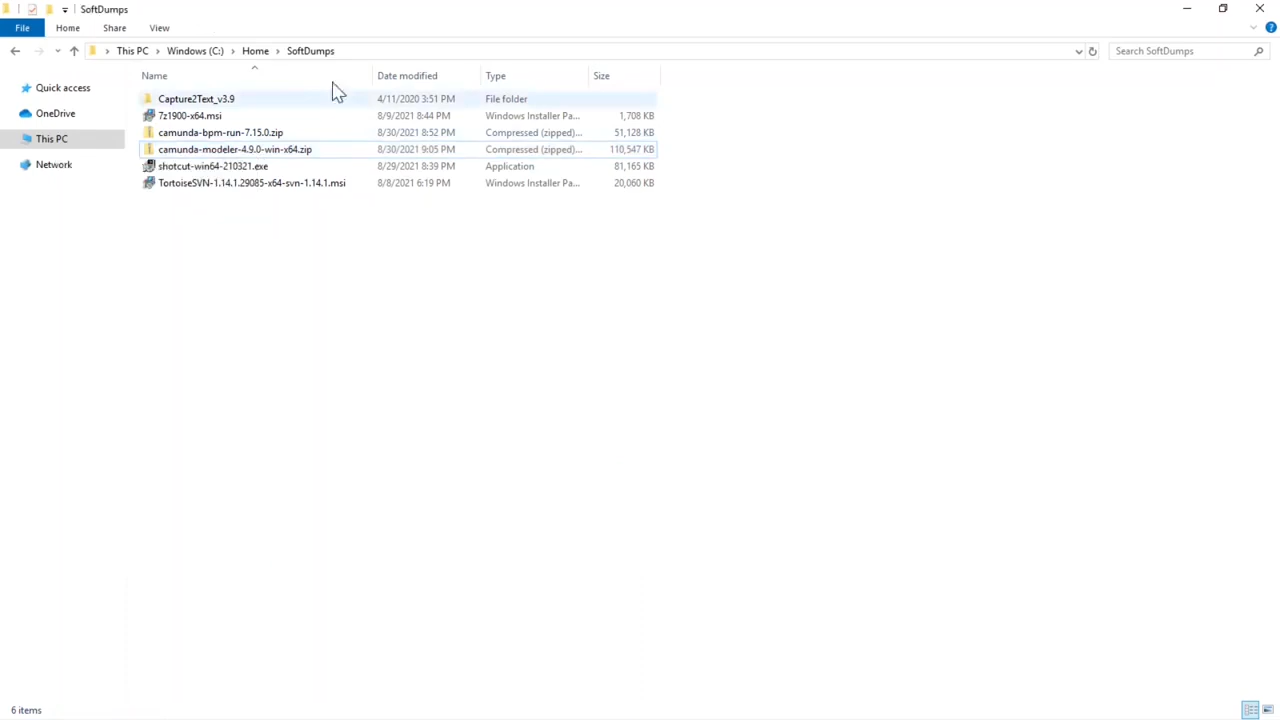 SoftDumps
File Home Share View
This PC Windows (C:) Home SoftDumps Search SoftDumps
Name Date modified Type Size
Quick access
OneDrive
This PC
Network
Capture2Text_v3.9 4/11/2020 3:51 PM File folder
7z1900-x64.msi 8/9/2021 8:44 PM Windows Installer Pa... 1,708 KB
camunda-bpm-run-7.15.0.zip 8/30/2021 8:52 PM Compressed (zipped)... 51,128 KB
camunda-modeler-4.9.0-win-x64.zip 8/30/2021 9:05 PM Compressed (zipped)... 110,547 KB
shotcut-win64-210321.exe 8/29/2021 8:39 PM Application 81,165 KB
TortoiseSVN-1.14.1.29085-x64-svn-1.14.1.msi 8/8/2021 6:19 PM Windows Installer Pa... 20,060 KB
6 items